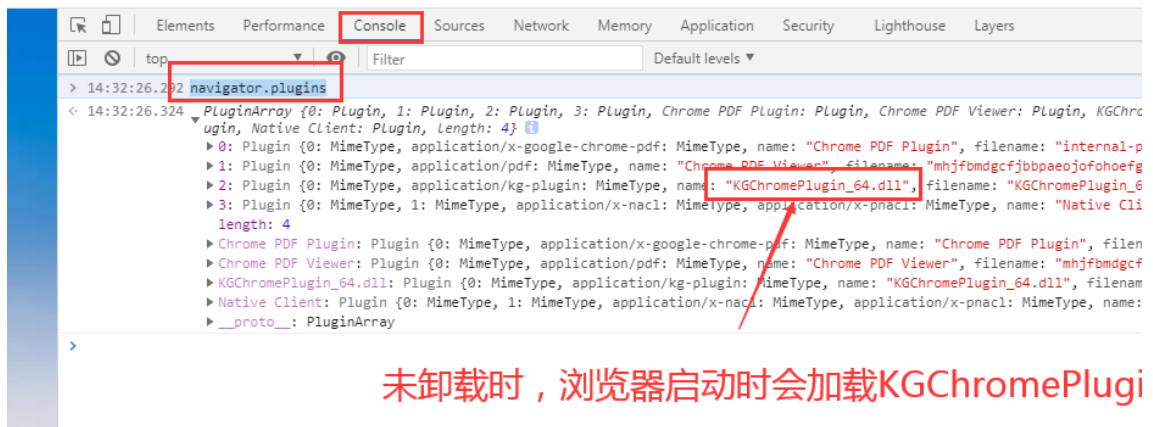 Elements Performance Console Sources Network Memory Application Security Lighthouse Layers
top Filter Default levels ▼
> 14:32:26.292 navigator.plugins
14:32:26.324 PluginArray {0: Plugin, 1: Plugin, 2: Plugin, 3: Plugin, Chrome PDF Plugin: Plugin, Chrome PDF Viewer: Plugin, KGChro
ugin, Native Client: Plugin, length: 4}
▶ 0: Plugin {0: MimeType, application/x-google-chrome-pdf: MimeType, name: "Chrome PDF Plugin", filename: "internal-p
▶ 1: Plugin {0: MimeType, application/pdf: MimeType, name: "Chrome PDF Viewer", filename: "mhjfbmdgcfjbbpaeojofohoefg
▶ 2: Plugin {0: MimeType, application/kg-plugin: MimeType, name: "KGChromePlugin_64.dll", filename: "KGChromePlugin_6
▶ 3: Plugin {0: MimeType, 1: MimeType, application/x-nacl: MimeType, application/x-pnacl: MimeType, name: "Native Cli
length: 4
▶ Chrome PDF Plugin: Plugin {0: MimeType, application/x-google-chrome-pdf: MimeType, name: "Chrome PDF Plugin", filen
▶ Chrome PDF Viewer: Plugin {0: MimeType, application/pdf: MimeType, name: "Chrome PDF Viewer", filename: "mhjfbmdgcf
▶ KGChromePlugin_64.dll: Plugin {0: MimeType, application/kg-plugin: MimeType, name: "KGChromePlugin_64.dll", filenam
▶ Native Client: Plugin {0: MimeType, 1: MimeType, application/x-nacl: MimeType, application/x-pnacl: MimeType, name:
▶ __proto__: PluginArray
>
未卸载时，浏览器启动时会加载KGChromePlugi